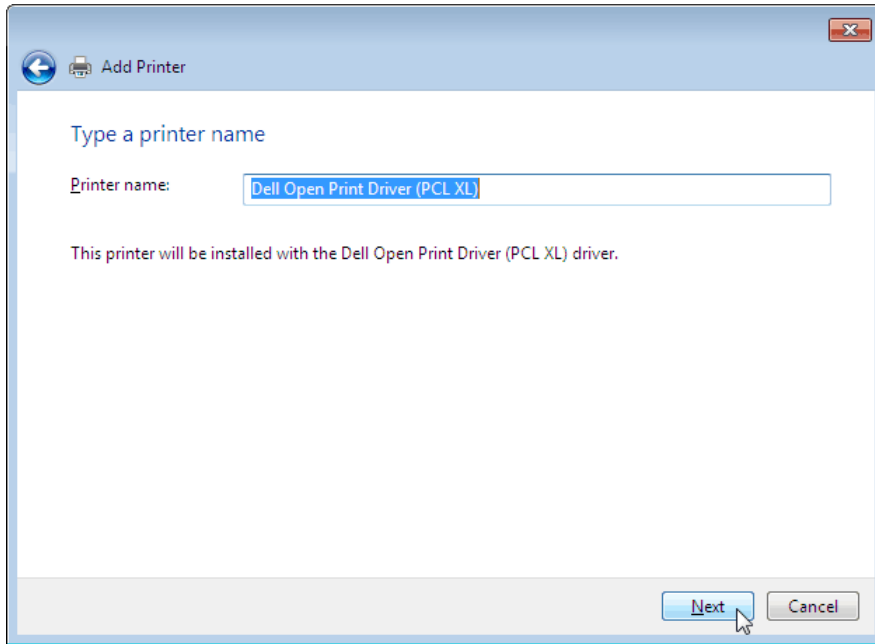 Add Printer
Type a printer name
Printer name:
Dell Open Print Driver (PCL XL)
This printer will be installed with the Dell Open Print Driver (PCL XL) driver.
Next
Cancel